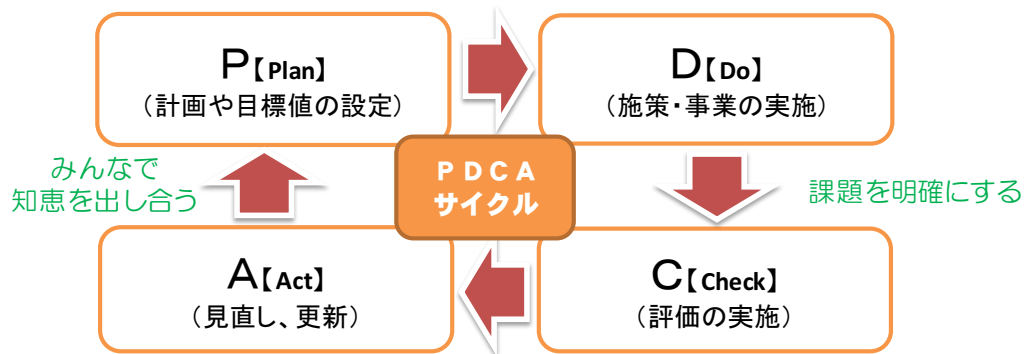 P【Plan】
（計画や目標値の設定）
D【Do】
（施策・事業の実施）
PDCA
サイクル
みんなで
知恵を出し合う
課題を明確にする
A【Act】
（見直し、更新）
C【Check】
（評価の実施）